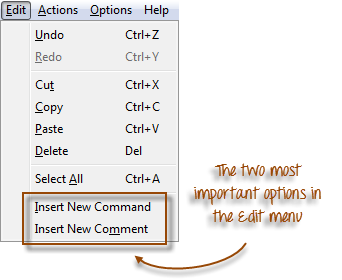 Edit Actions Options Help
Undo Ctrl+Z
Redo Ctrl+Y
Cut Ctrl+X
Copy Ctrl+C
Paste Ctrl+V
Delete Del
Select All Ctrl+A
Insert New Command
Insert New Comment
The two most
important options in
the Edit menu